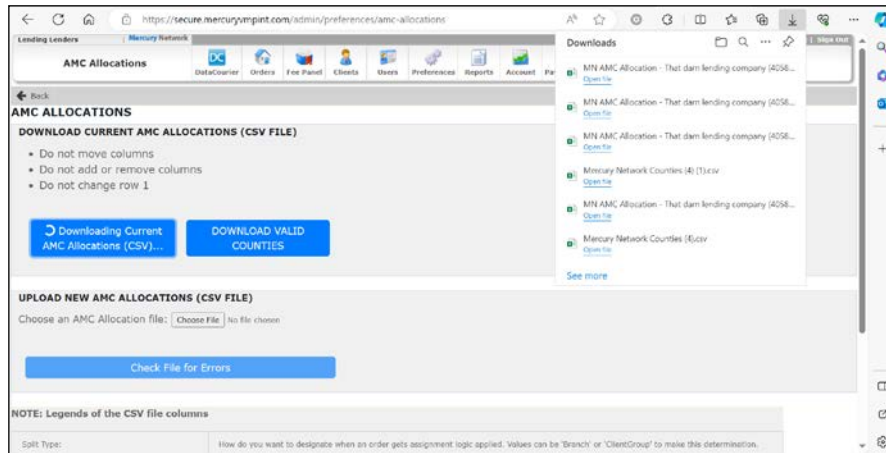 https://secure.mercuryvmpint.com/admin/preferences/amc-allocations
Lending Lenders
Mercury Network
Sign Out
AMC Allocations
DataCourier
Orders
Fee Panel
Clients
Users
Preferences
Reports
Account
Downloads
MN AMC Allocation - That darn lending company (4058...
Open file
MN AMC Allocation - That darn lending company (4058...
Open file
MN AMC Allocation - That darn lending company (4058...
Open file
Mercury Network Counties (4) (1).csv
Open file
MN AMC Allocation - That darn lending company (4058...
Open file
Mercury Network Counties (4).csv
Open file
See more
Back
AMC ALLOCATIONS
DOWNLOAD CURRENT AMC ALLOCATIONS (CSV FILE)
• Do not move columns
• Do not add or remove columns
• Do not change row 1
Downloading Current
AMC Allocations (CSV)...
DOWNLOAD VALID
COUNTIES
UPLOAD NEW AMC ALLOCATIONS (CSV FILE)
Choose an AMC Allocation file: Choose File No file chosen
Check File for Errors
NOTE: Legends of the CSV file columns
Split Type:
How do you want to designate when an order gets assignment logic applied. Values can be 'Branch' or 'ClientGroup' to make this determination.